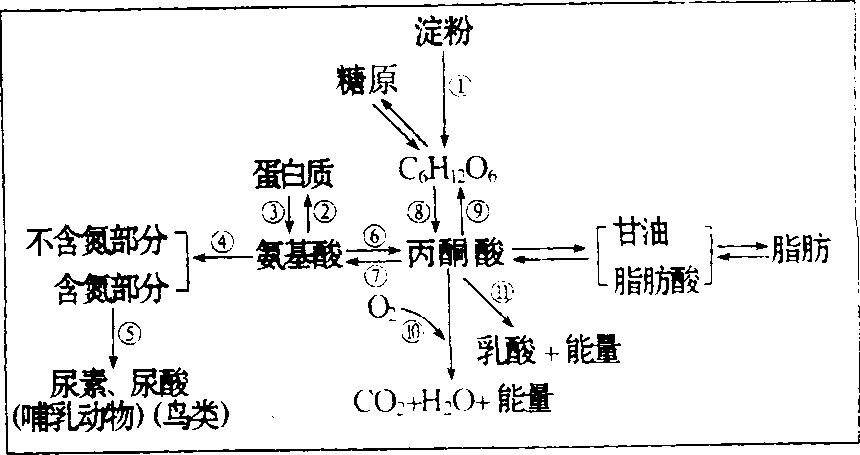 淀粉
糖原
①
蛋白质
C₆H₁₂O₆
③ ② ⑧ ⑨
不含氮部分 ④ 氨基酸 ⑥ 丙酮酸 甘油 脂肪
含氮部分 ⑦ 脂肪酸
O₂ ⑩ ⑪
⑤
乳酸 + 能量
尿素、尿酸
CO₂+H₂O+ 能量
(哺乳动物) (鸟类)